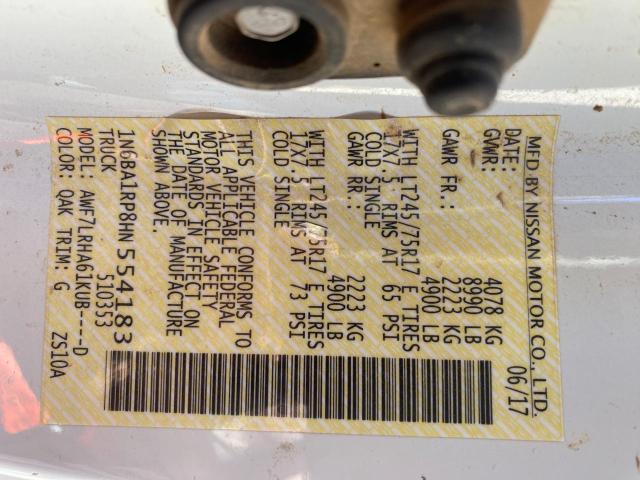 MFD BY NISSAN MOTOR CO., LTD.
DATE: 06/17
GVWR: 4078 KG
8990 LB
GAWR FR.: 2223 KG
4900 LB
WITH LT245/75R17 E TIRES
17X7.5 RIMS AT 65 PSI
COLD SINGLE
GAWR RR.: 2223 KG
4900 LB
WITH LT245/75R17 E TIRES
17X7.5 RIMS AT 73 PSI
COLD SINGLE
THIS VEHICLE CONFORMS TO
ALL APPLICABLE FEDERAL
MOTOR VEHICLE SAFETY
STANDARDS IN EFFECT ON
THE DATE OF MANUFACTURE
SHOWN ABOVE.
1N6BA1RP8HN554183
TRUCK 510353
MODEL: AWF7LRHA61KUB----D
COLOR: QAK TRIM: G ZS10A